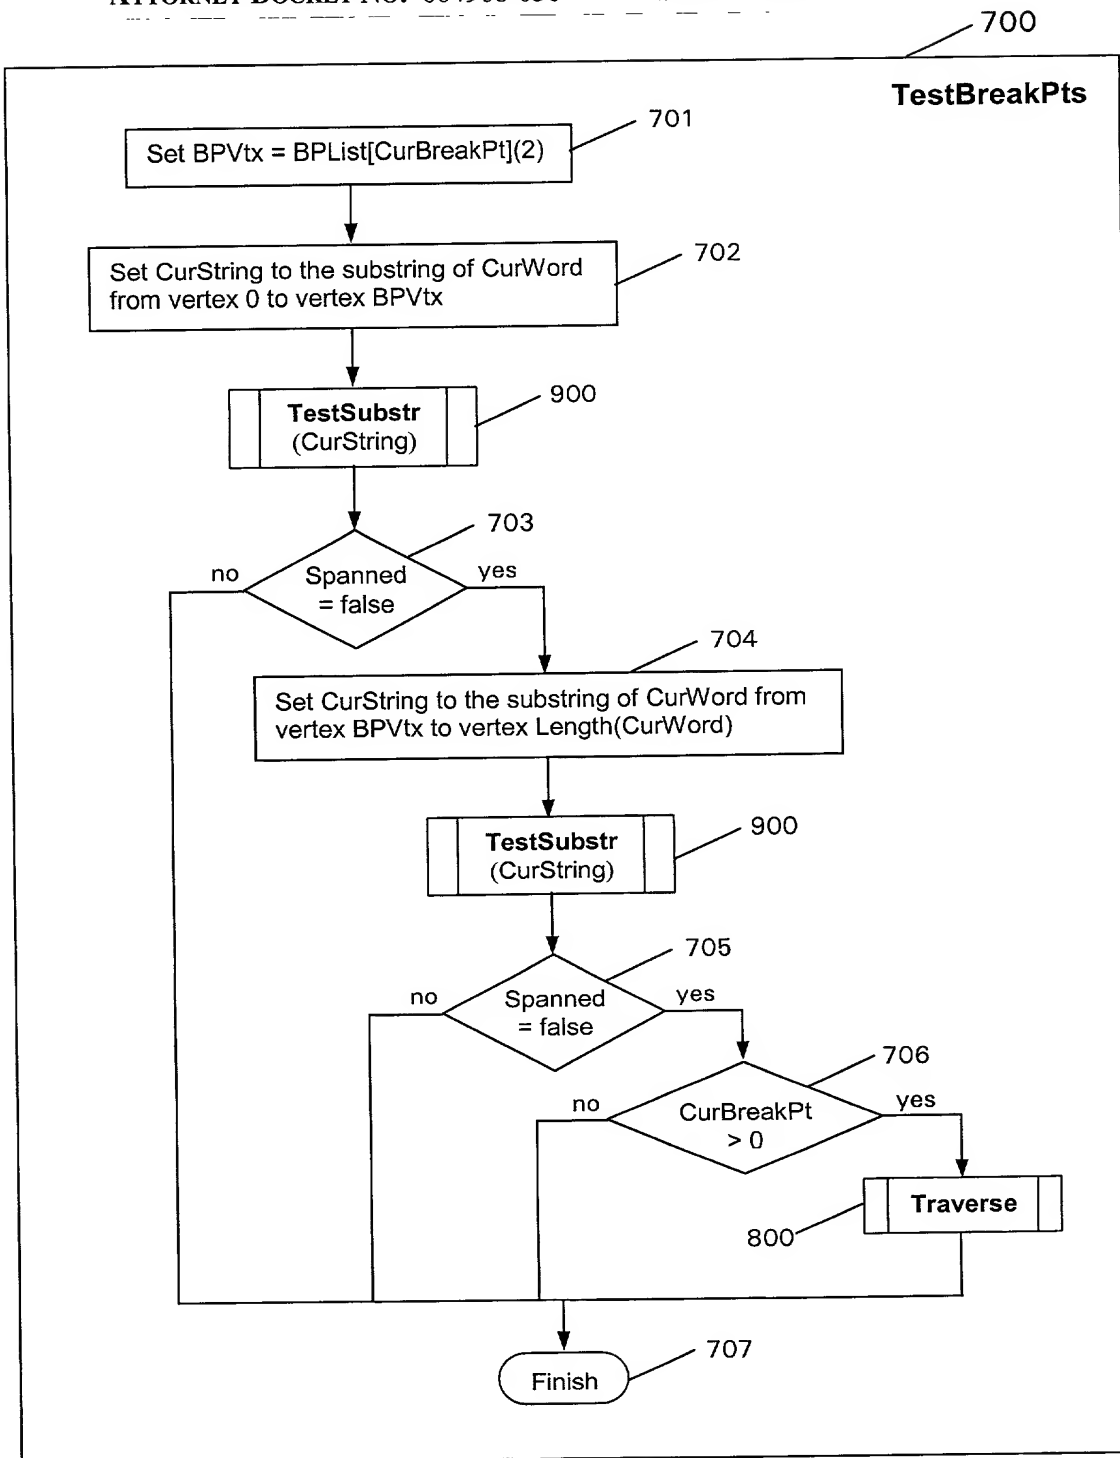 700
TestBreakPts
701
Set BPVtx = BPList[CurBreakPt](2)
702
Set CurString to the substring of CurWord
from vertex 0 to vertex BPVtx
900
TestSubstr
(CurString)
703
no
Spanned
= false
yes
704
Set CurString to the substring of CurWord from
vertex BPVtx to vertex Length(CurWord)
900
TestSubstr
(CurString)
705
no
Spanned
= false
yes
706
no
CurBreakPt
> 0
yes
Traverse
800
707
Finish